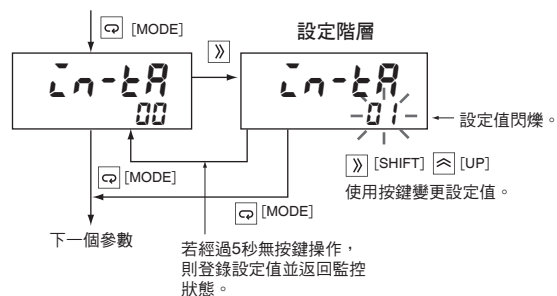 [MODE]
設定階層
in-tA
00
in-tA
01
設定值閃爍。
[SHIFT] [UP]
使用按鍵變更設定值。
[MODE]
[MODE]
下一個參數
若經過5秒無按鍵操作，
則登錄設定值並返回監控
狀態。